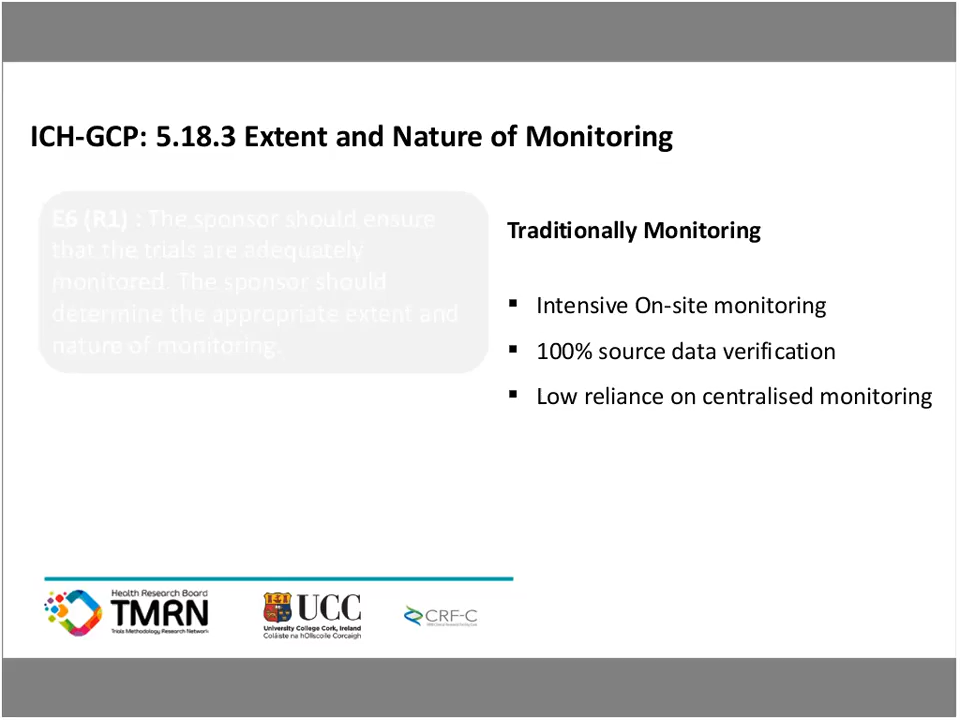 ICH-GCP: 5.18.3 Extent and Nature of Monitoring
E6 (R1) : The sponsor should ensure
that the trials are adequately
monitored. The sponsor should
determine the appropriate extent and
nature of monitoring.
Traditionally Monitoring
▪ Intensive On-site monitoring
▪ 100% source data verification
▪ Low reliance on centralised monitoring
Health Research Board
TMRN
Trials Methodology Research Network
UCC
University College Cork, Ireland
Coláiste na hOllscoile Corcaigh
CRF-C